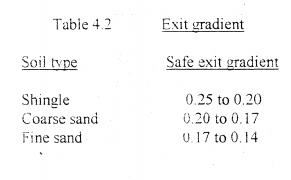 Table 4.2 Exit gradient
Soil type Safe exit gradient
Shingle 0.25 to 0.20
Coarse sand 0.20 to 0.17
Fine sand 0.17 to 0.14